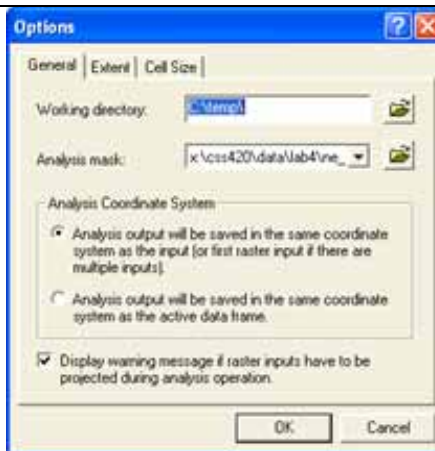 Options
General Extent Cell Size
Working directory: C:\temp\
Analysis mask: x:\css420\data\lab4\ne_
Analysis Coordinate System
Analysis output will be saved in the same coordinate
system as the input (or first raster input if there are
multiple inputs).
Analysis output will be saved in the same coordinate
system as the active data frame.
Display warning message if raster inputs have to be
projected during analysis operation.
OK Cancel